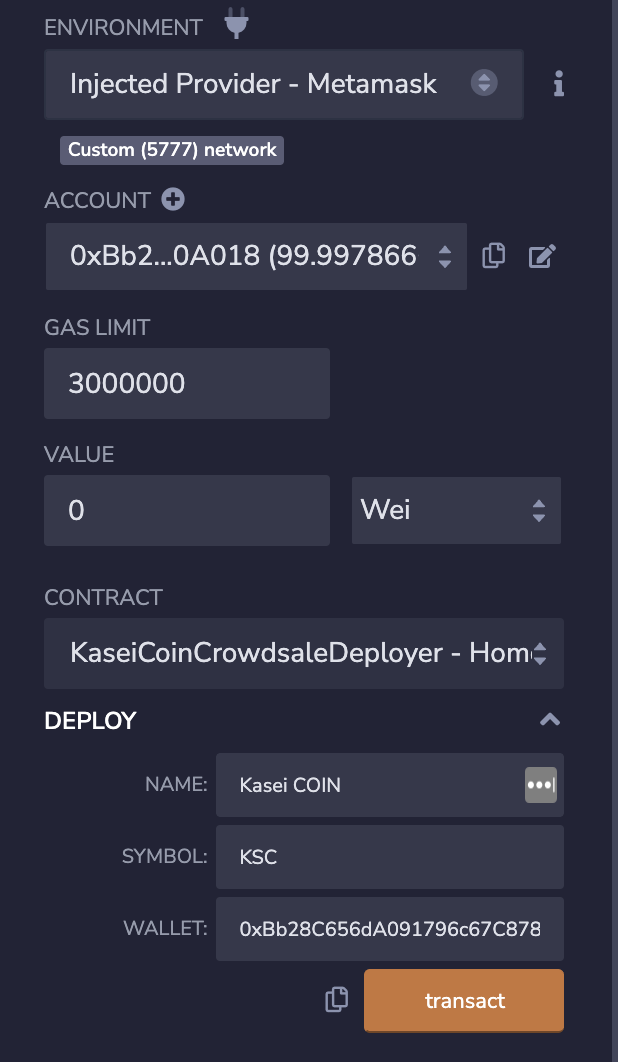 ENVIRONMENT
Injected Provider - Metamask
Custom (5777) network
ACCOUNT
0xBb2...0A018 (99.997866
GAS LIMIT
3000000
VALUE
0 Wei
CONTRACT
KaseiCoinCrowdsaleDeployer - Home
DEPLOY
NAME: Kasei COIN
SYMBOL: KSC
WALLET: 0xBb28C656dA091796c67C878
transact